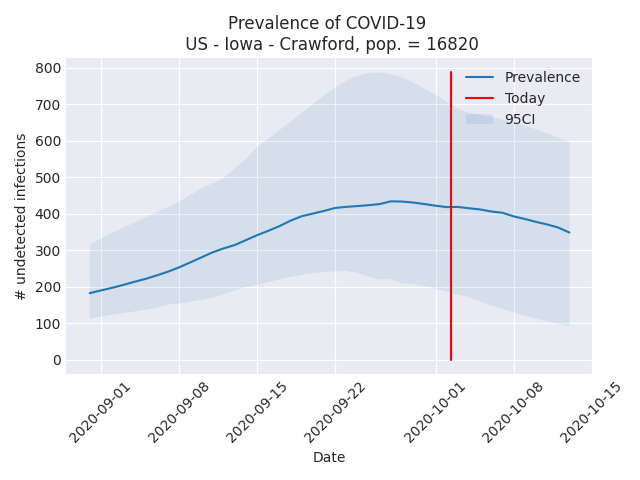 Prevalence of COVID-19
US - Iowa - Crawford, pop. = 16820
800
700
600
500
400
300
200
100
0
# undetected infections
Prevalence
Today
95CI
2020-09-01
2020-09-08
2020-09-15
2020-09-22
2020-10-01
2020-10-08
2020-10-15
Date